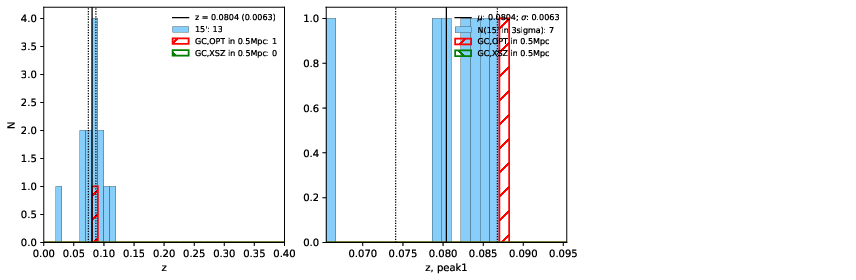 z = 0.0804 (0.0063)
15': 13
GC,OPT in 0.5Mpc: 1
GC,XSZ in 0.5Mpc: 0
4.0
3.5
3.0
2.5
2.0
1.5
1.0
0.5
0.0
N
0.00 0.05 0.10 0.15 0.20 0.25 0.30 0.35 0.40
z
μ: 0.0804; σ: 0.0063
N(15' in 3sigma): 7
GC,OPT in 0.5Mpc
GC,XSZ in 0.5Mpc
1.0
0.8
0.6
0.4
0.2
0.0
0.070 0.075 0.080 0.085 0.090 0.095
z, peak1